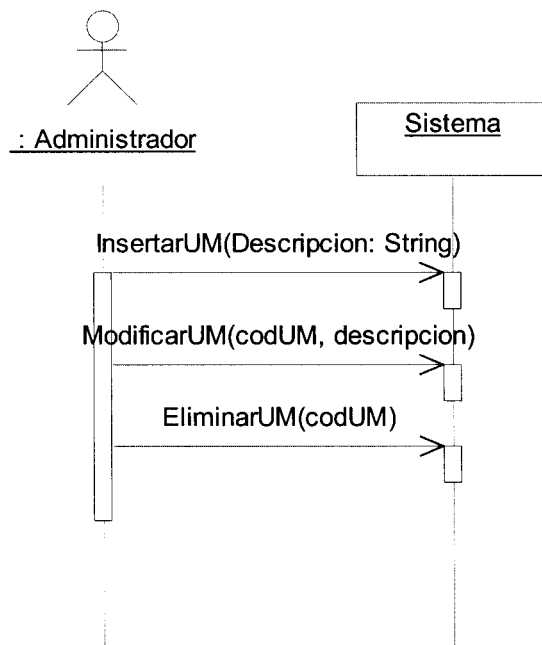 : Administrador
Sistema
InsertarUM(Descripcion: String)
ModificarUM(codUM, descripcion)
EliminarUM(codUM)